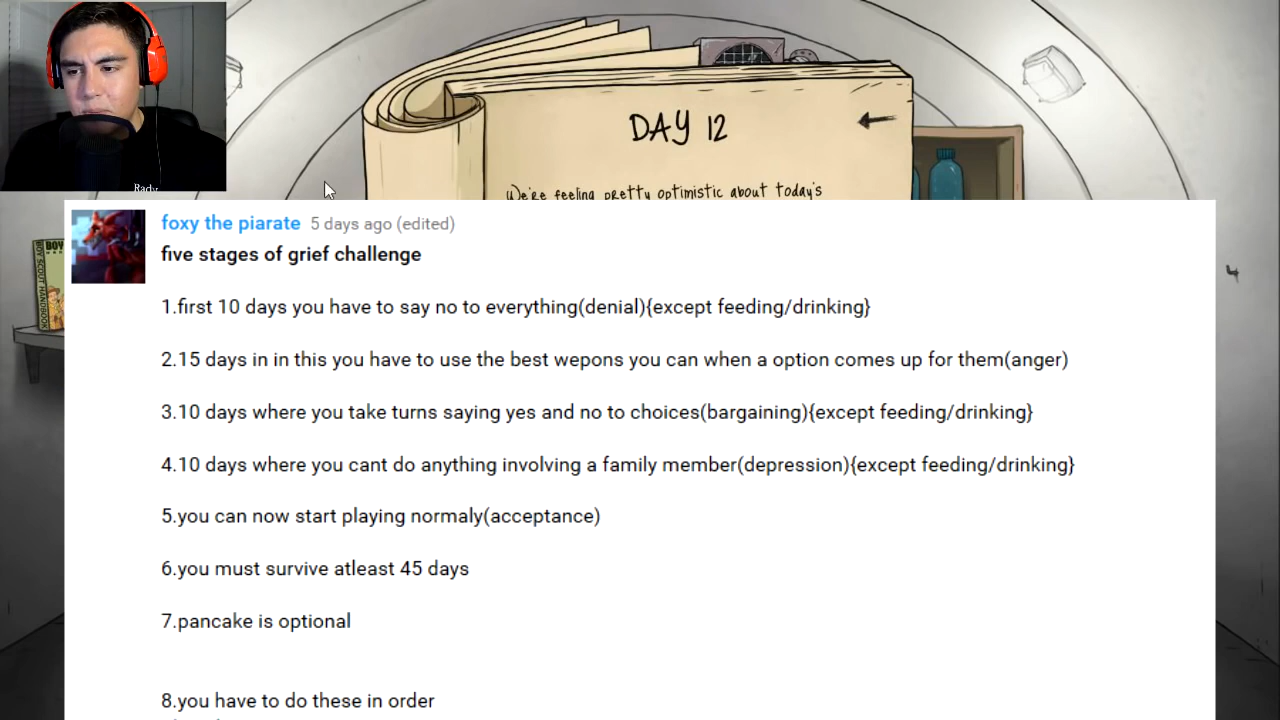 DAY 12
We're feeling pretty optimistic about today's
BOY
BOY SCOUT HANDBOOK
foxy the piarate 5 days ago (edited)
five stages of grief challenge
1.first 10 days you have to say no to everything(denial){except feeding/drinking}
2.15 days in in this you have to use the best wepons you can when a option comes up for them(anger)
3.10 days where you take turns saying yes and no to choices(bargaining){except feeding/drinking}
4.10 days where you cant do anything involving a family member(depression){except feeding/drinking}
5.you can now start playing normaly(acceptance)
6.you must survive atleast 45 days
7.pancake is optional
8.you have to do these in order